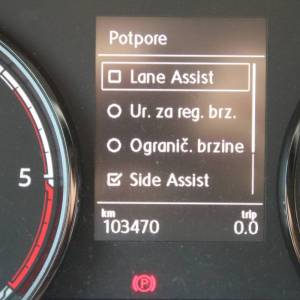 Potpore
Lane Assist
Ur. za reg. brz.
Ogranič. brzine
Side Assist
km trip
103470 0.0
5
P